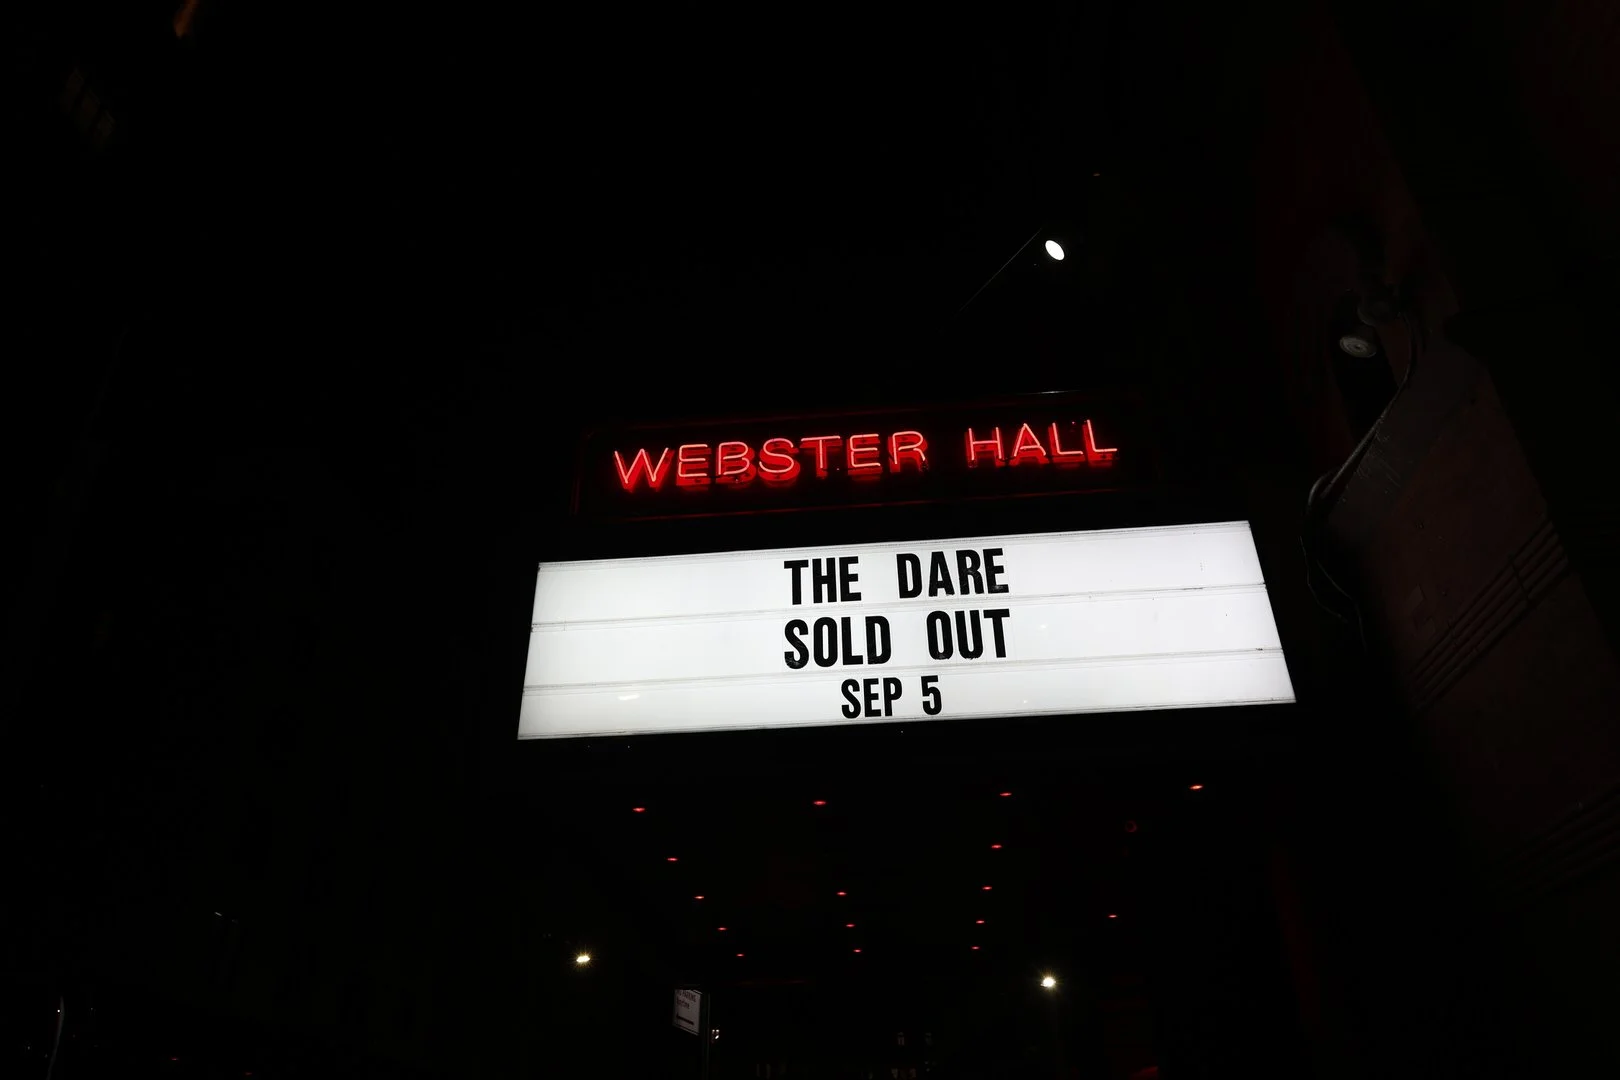 WEBSTER HALL
THE DARE
SOLD OUT
SEP 5